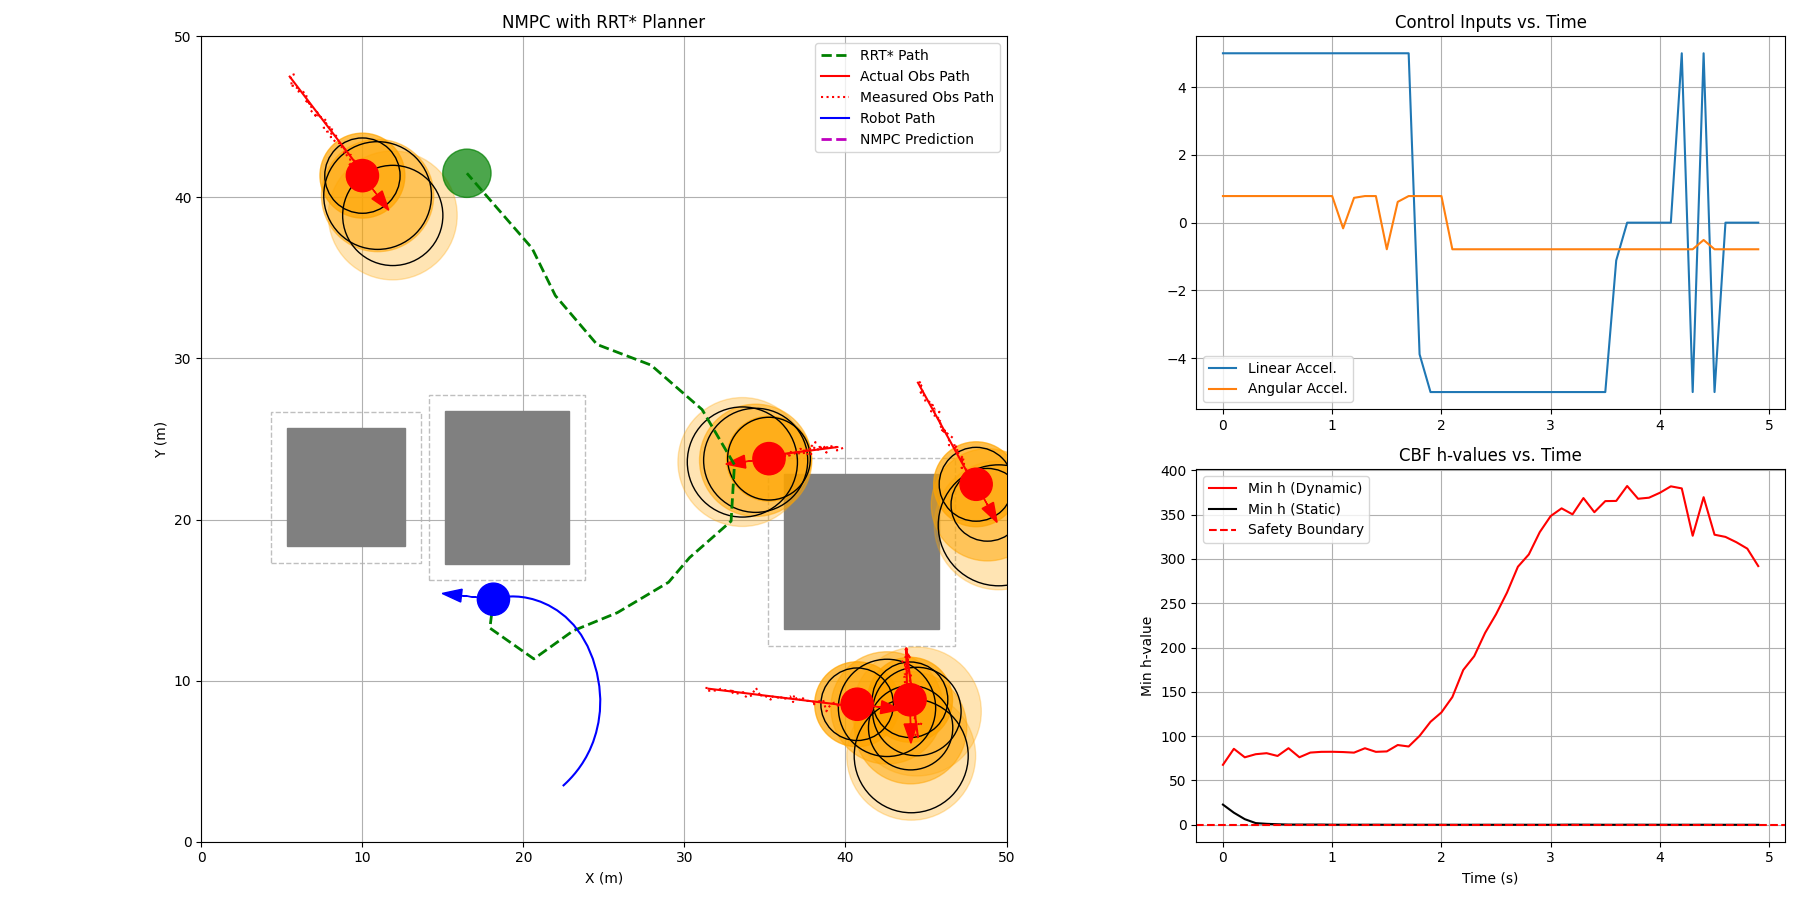 NMPC with RRT* Planner
50
40
30
20
10
0
Y (m)
0 10 20 30 40 50
X (m)
RRT* Path
Actual Obs Path
Measured Obs Path
Robot Path
NMPC Prediction
Control Inputs vs. Time
4
2
0
−2
−4
Linear Accel.
Angular Accel.
0 1 2 3 4 5
CBF h-values vs. Time
400
350
300
250
200
150
100
50
0
Min h-value
Min h (Dynamic)
Min h (Static)
Safety Boundary
0 1 2 3 4 5
Time (s)